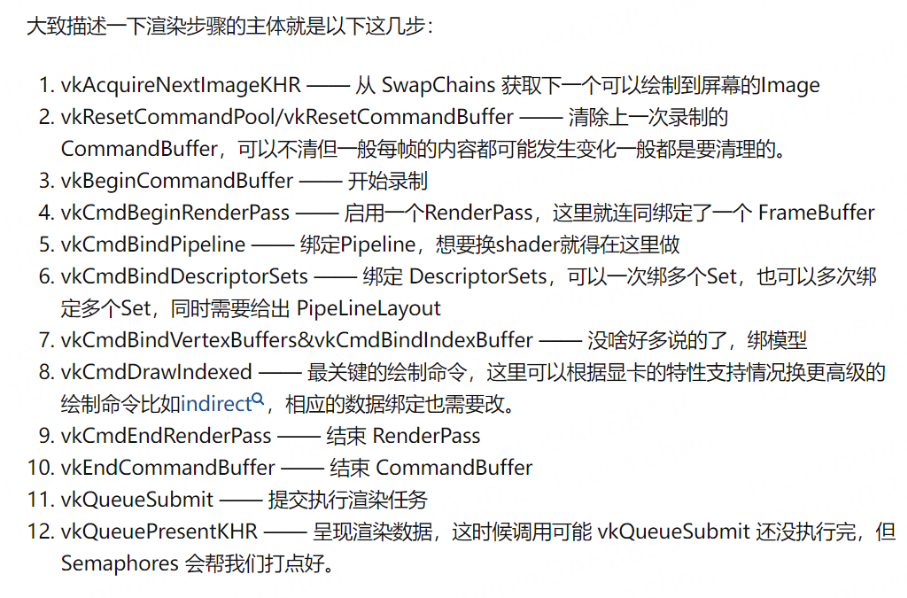 大致描述一下渲染步骤的主体就是以下这几步：
1. vkAcquireNextImageKHR —— 从 SwapChains 获取下一个可以绘制到屏幕的Image
2. vkResetCommandPool/vkResetCommandBuffer —— 清除上一次录制的
CommandBuffer，可以不清但一般每帧的内容都可能发生变化一般都是要清理的。
3. vkBeginCommandBuffer —— 开始录制
4. vkCmdBeginRenderPass —— 启用一个RenderPass，这里就连同绑定了一个 FrameBuffer
5. vkCmdBindPipeline —— 绑定Pipeline，想要换shader就得在这里做
6. vkCmdBindDescriptorSets —— 绑定 DescriptorSets，可以一次绑多个Set，也可以多次绑
定多个Set，同时需要给出 PipeLineLayout
7. vkCmdBindVertexBuffers&vkCmdBindIndexBuffer —— 没啥好多说的了，绑模型
8. vkCmdDrawIndexed —— 最关键的绘制命令，这里可以根据显卡的特性支持情况换更高级的
绘制命令比如indirect，相应的数据绑定也需要改。
9. vkCmdEndRenderPass —— 结束 RenderPass
10. vkEndCommandBuffer —— 结束 CommandBuffer
11. vkQueueSubmit —— 提交执行渲染任务
12. vkQueuePresentKHR —— 呈现渲染数据，这时候调用可能 vkQueueSubmit 还没执行完，但
Semaphores 会帮我们打点好。